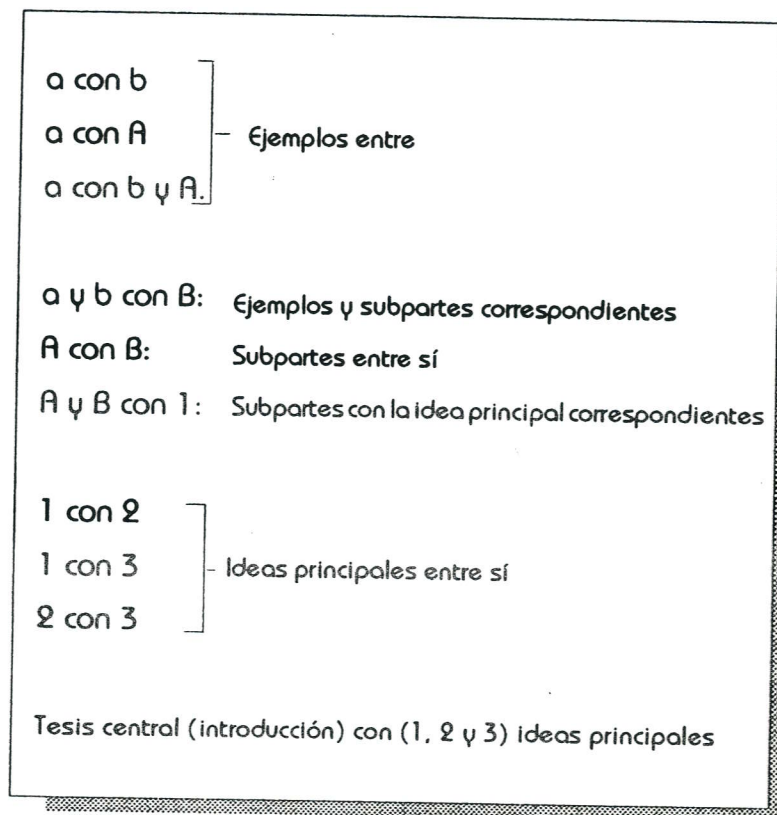 a con b
a con A
Ejemplos entre
a con b y A.
a y b con B: Ejemplos y subpartes correspondientes
A con B: Subpartes entre sí
A y B con 1: Subpartes con la idea principal correspondientes
1 con 2
1 con 3
Ideas principales entre sí
2 con 3
Tesis central (introducción) con (1, 2 y 3) ideas principales